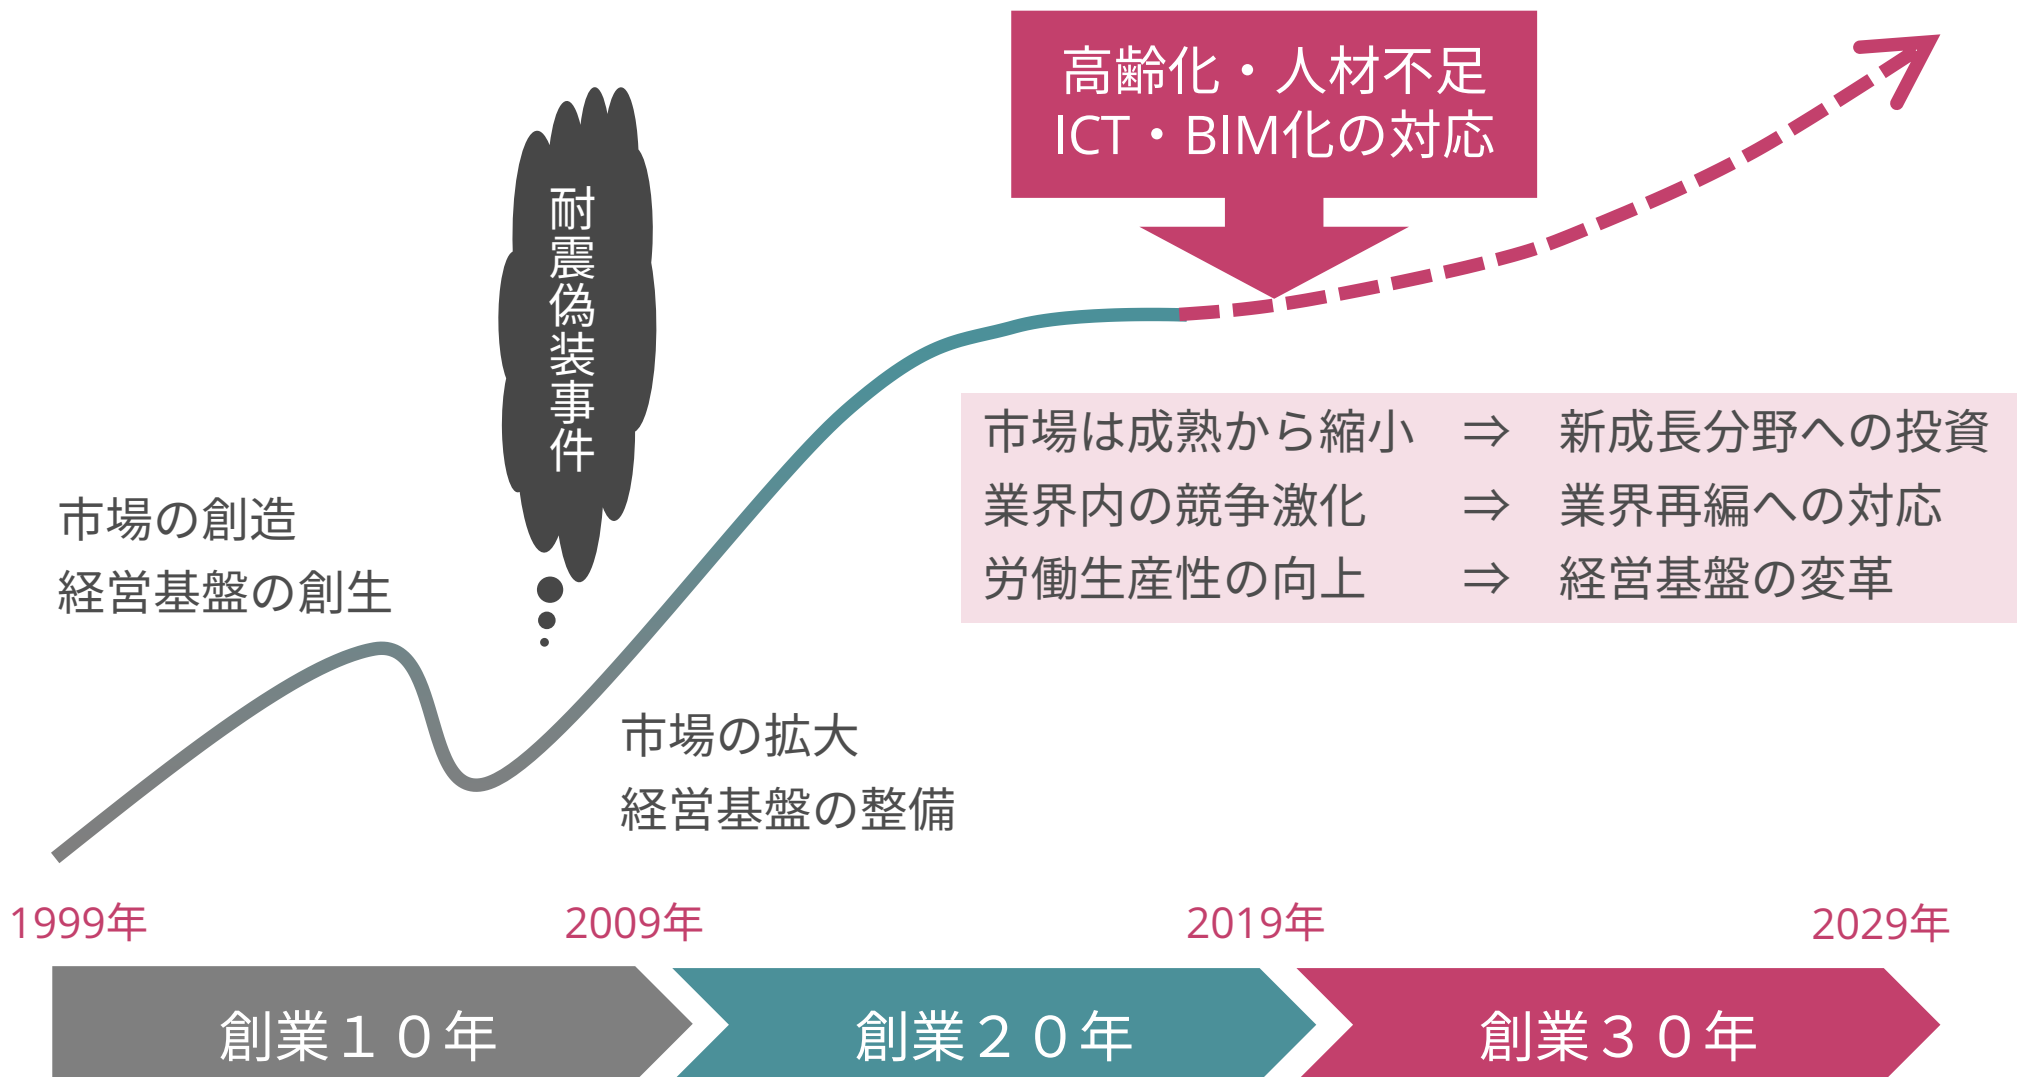 高齢化・人材不足
ICT・BIM化の対応
耐震偽装事件
市場は成熟から縮小 ⇒ 新成長分野への投資
業界内の競争激化 ⇒ 業界再編への対応
労働生産性の向上 ⇒ 経営基盤の変革
市場の創造
経営基盤の創生
市場の拡大
経営基盤の整備
1999年
2009年
2019年
2029年
創業１０年
創業２０年
創業３０年